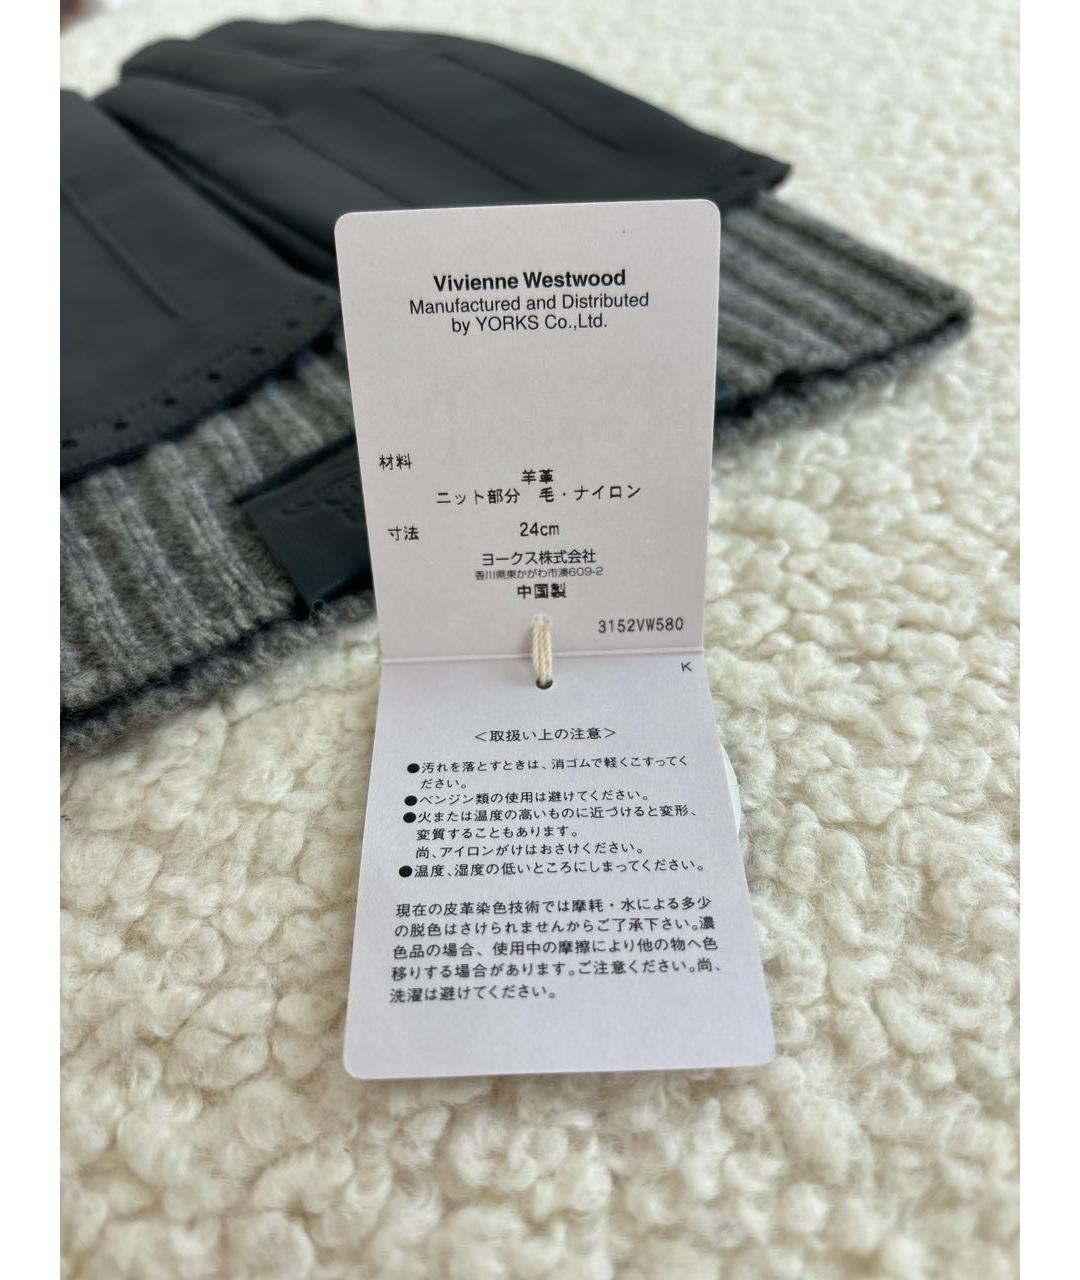 Vivienne Westwood
Manufactured and Distributed
by YORKS Co.,Ltd.
材料
羊革
ニット部分 毛・ナイロン
寸法 24cm
ヨークス株式会社
香川県東かがわ市湊609-2
中国製
3152VW580
K
＜取扱い上の注意＞
●汚れを落とすときは、消ゴムで軽くこすってく
ださい。
●ベンジン類の使用は避けてください。
●火または温度の高いものに近づけると変形、
変質することもあります。
尚、アイロンがけはおさけください。
●温度、湿度の低いところにしまってください。
現在の皮革染色技術では摩耗・水による多少
の脱色はさけられませんからご了承下さい。濃
色品の場合、使用中の摩擦により他の物へ色
移りする場合があります。ご注意ください。尚、
洗濯は避けてください。